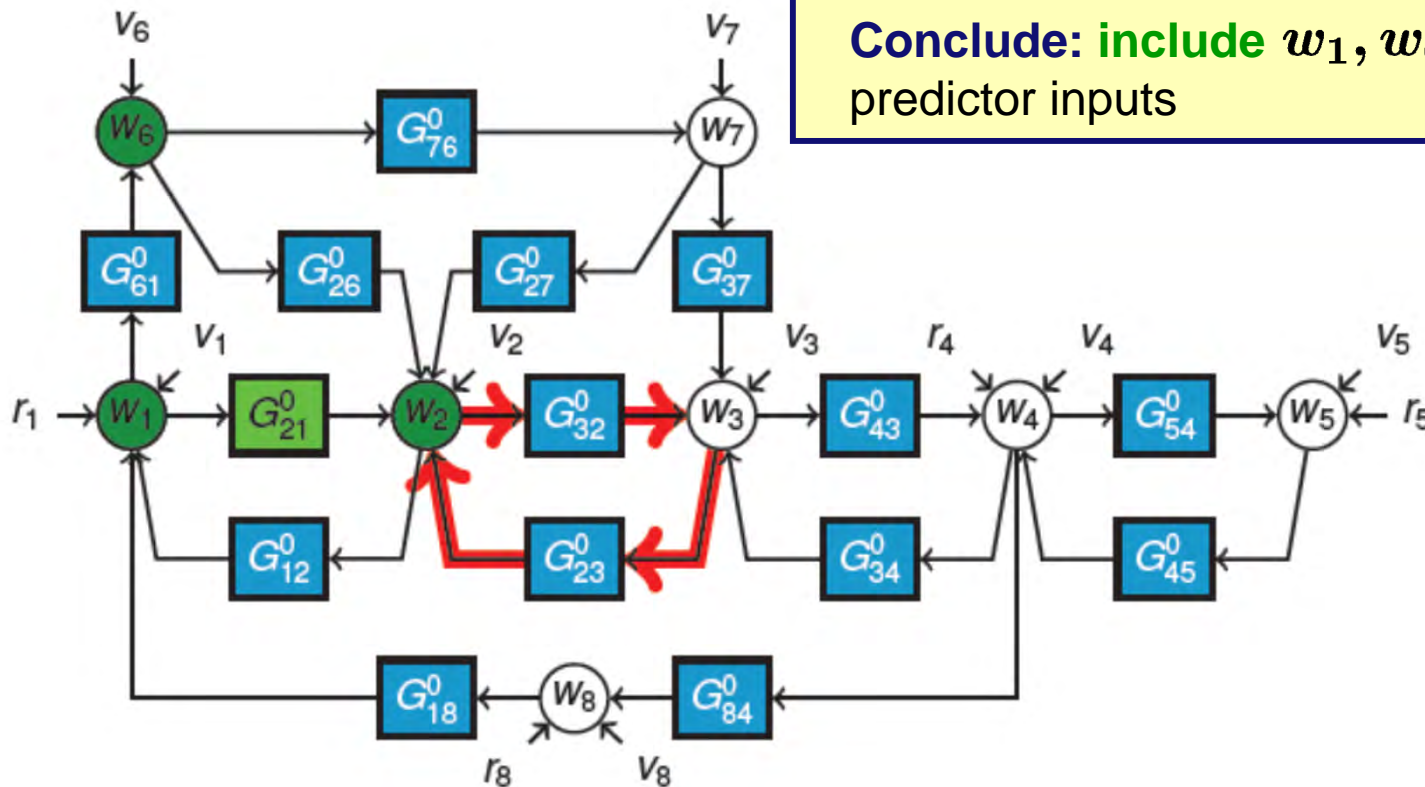 Conclude: include w₁,
predictor inputs
v₆ v₇
w₆ G⁰₇₆ w₇
G⁰₆₁ G⁰₂₆ G⁰₂₇ G⁰₃₇
v₁ v₂ v₃ r₄ v₄ v₅
r₁ w₁ G⁰₂₁ w₂ G⁰₃₂ w₃ G⁰₄₃ w₄ G⁰₅₄ w₅ r₅
G⁰₁₂ G⁰₂₃ G⁰₃₄ G⁰₄₅
G⁰₁₈ w₈ G⁰₈₄
r₈ v₈